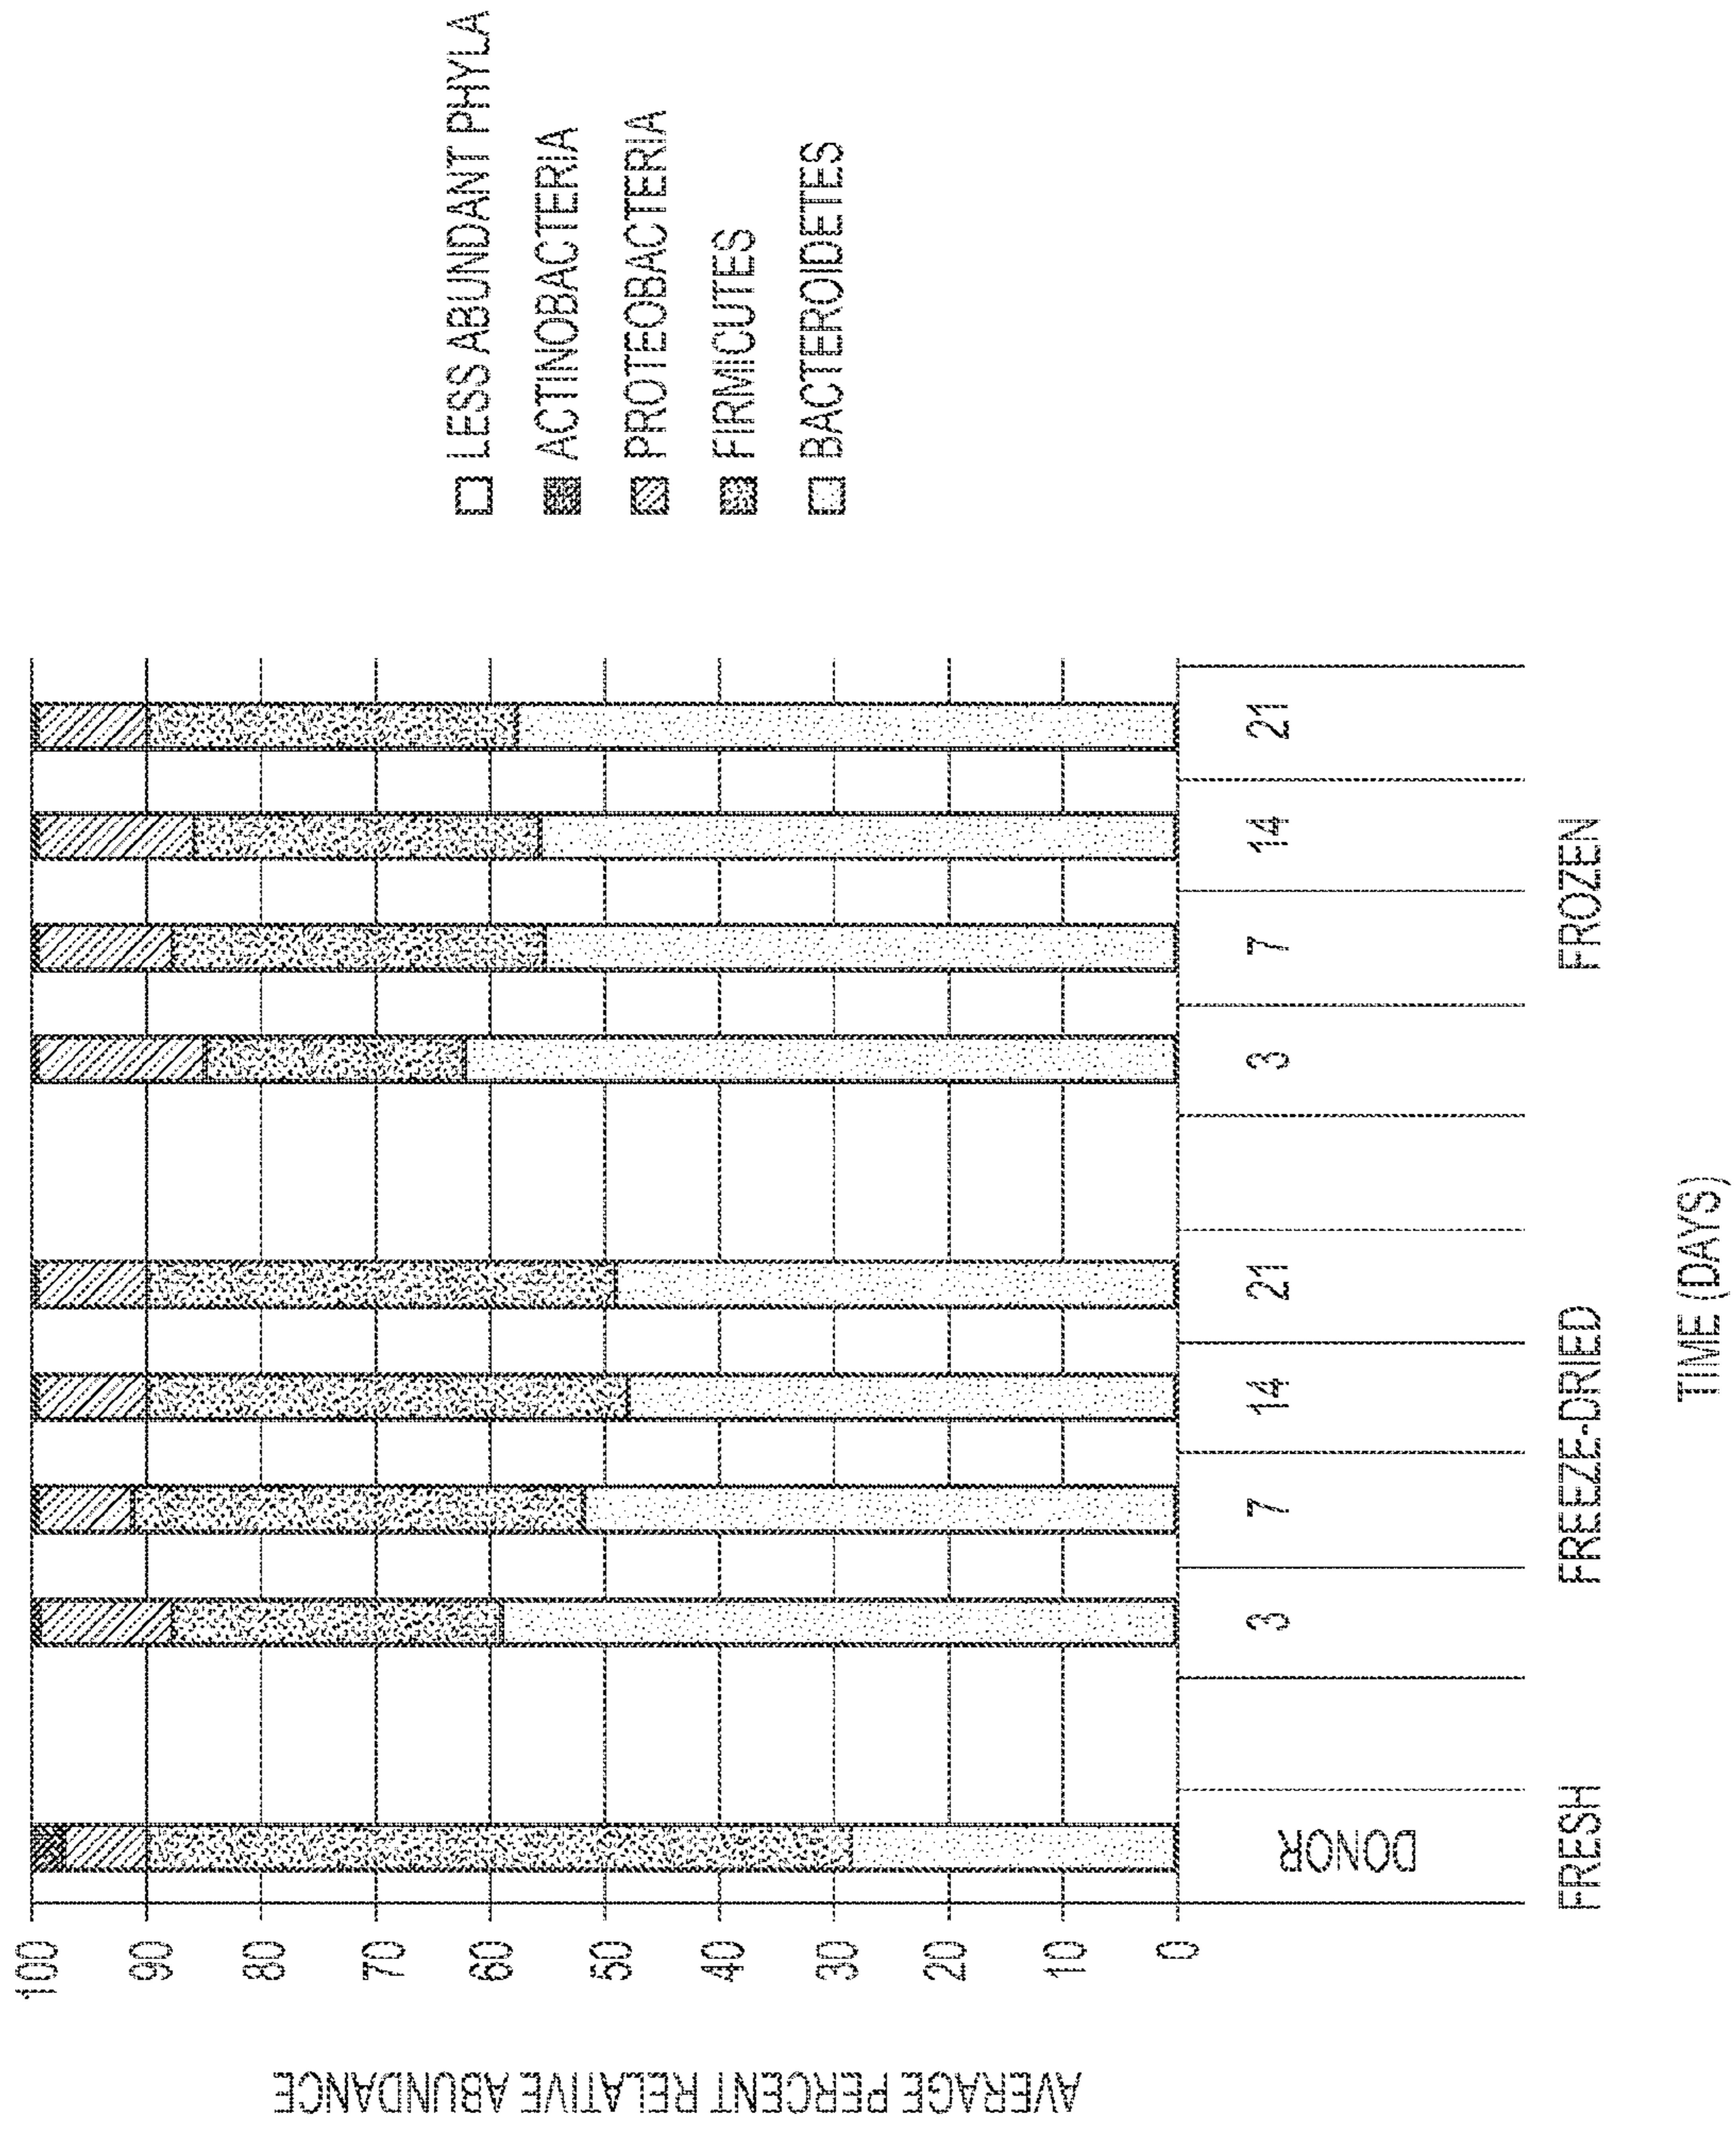 AVERAGE PERCENT RELATIVE ABUNDANCE
100
90
80
70
60
50
40
30
20
10
0
DONOR
3
7
14
21
3
7
14
21
FRESH
FREEZE-DRIED
FROZEN
TIME (DAYS)
LESS ABUNDANT PHYLA
ACTINOBACTERIA
PROTEOBACTERIA
FIRMICUTES
BACTEROIDETES